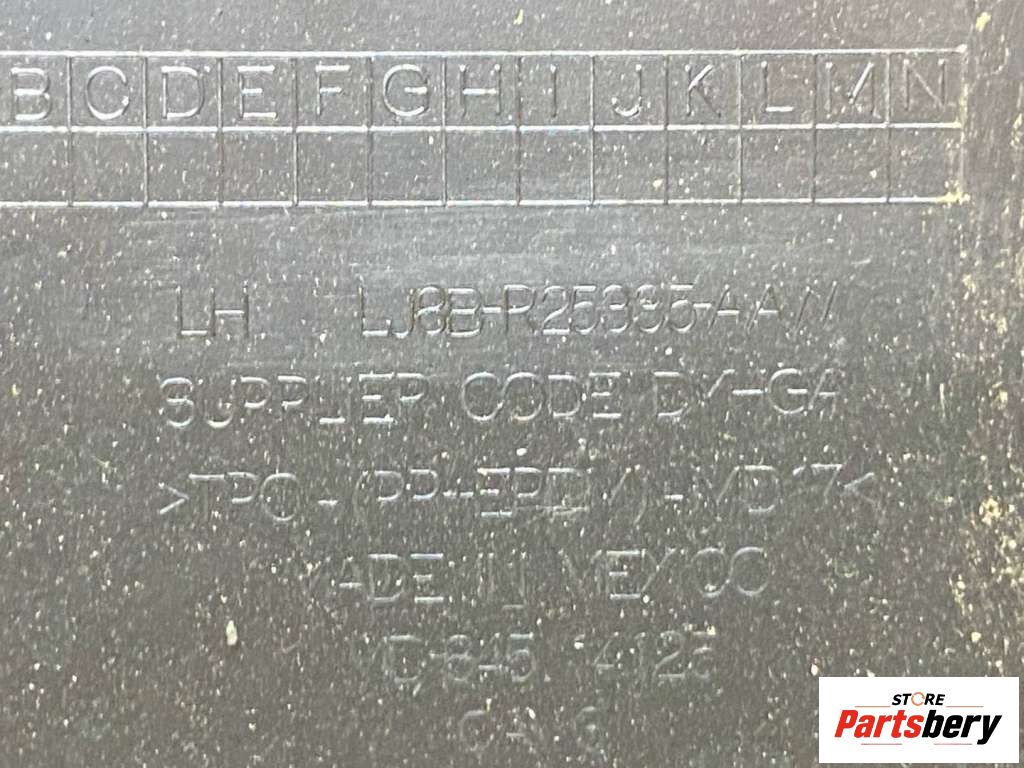 B C D E F G H I J K L M N
LH LJ8B-R25335-AAW
SUPPLIER CODE DY-GA
>TPO-(PP+EPDM)-MD17<
MADE IN MEXICO
STORE
Partsbery